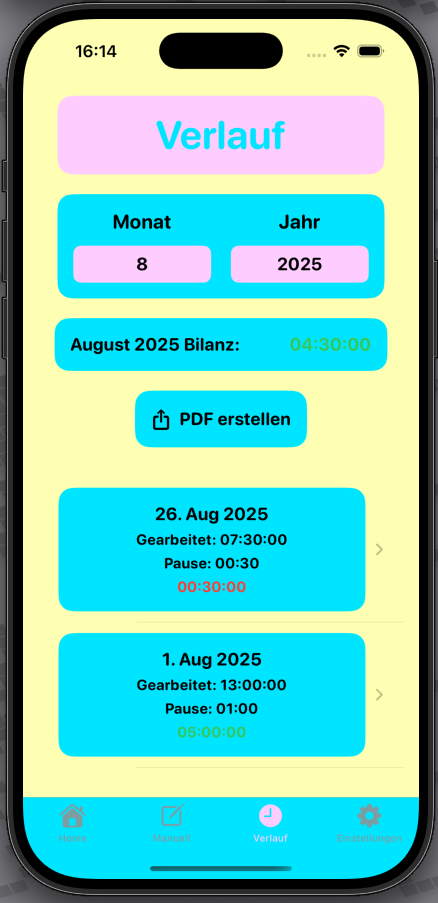 16:14
Verlauf
Monat Jahr
8 2025
August 2025 Bilanz: 04:30:00
PDF erstellen
26. Aug 2025
Gearbeitet: 07:30:00
Pause: 00:30
00:30:00
1. Aug 2025
Gearbeitet: 13:00:00
Pause: 01:00
05:00:00
Home Manuell Verlauf Einstellungen